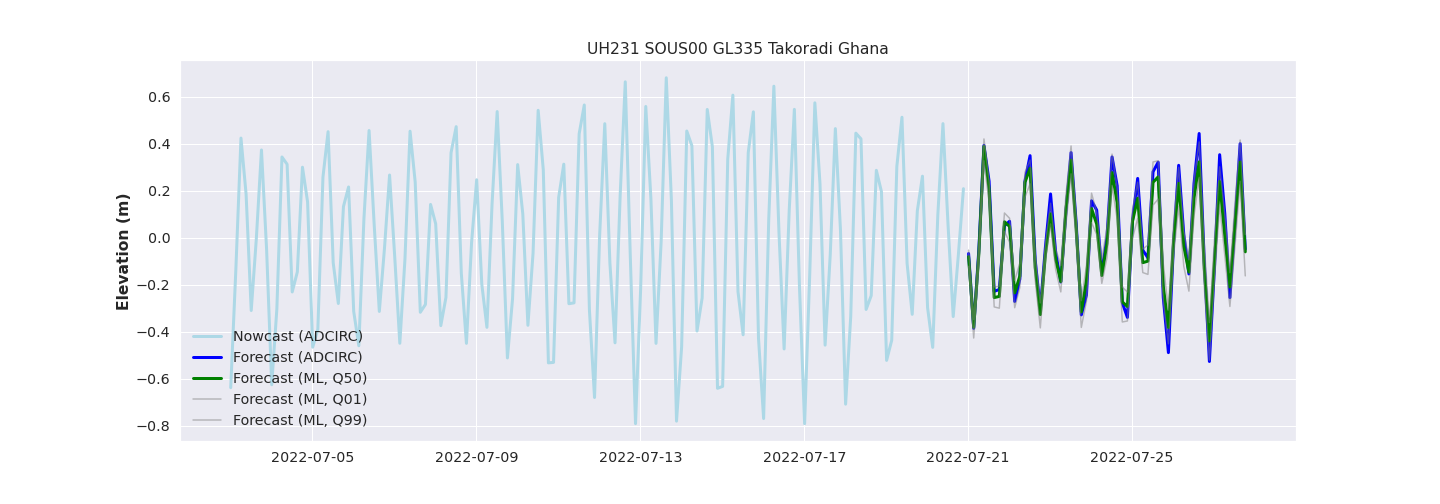 UH231 SOUS00 GL335 Takoradi Ghana
Elevation (m)
0.6
0.4
0.2
0.0
−0.2
−0.4
−0.6
−0.8
Nowcast (ADCIRC)
Forecast (ADCIRC)
Forecast (ML, Q50)
Forecast (ML, Q01)
Forecast (ML, Q99)
2022-07-05
2022-07-09
2022-07-13
2022-07-17
2022-07-21
2022-07-25